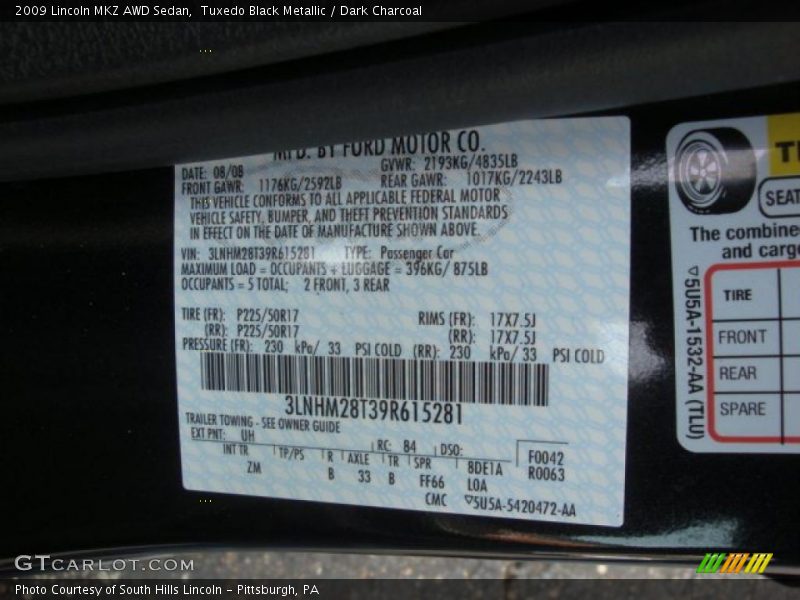 2009 Lincoln MKZ AWD Sedan,  Tuxedo Black Metallic / Dark Charcoal
MFD. BY FORD MOTOR CO.
DATE: 08/08 GVWR: 2193KG/4835LB
FRONT GAWR: 1176KG/2592LB REAR GAWR: 1017KG/2243LB
THIS VEHICLE CONFORMS TO ALL APPLICABLE FEDERAL MOTOR
VEHICLE SAFETY, BUMPER, AND THEFT PREVENTION STANDARDS
IN EFFECT ON THE DATE OF MANUFACTURE SHOWN ABOVE.
VIN: 3LNHM28T39R615281 TYPE: Passenger Car
MAXIMUM LOAD = OCCUPANTS + LUGGAGE = 396KG/ 875LB
OCCUPANTS = 5 TOTAL; 2 FRONT, 3 REAR
TIRE (FR): P225/50R17 RIMS (FR): 17X7.5J
(RR): P225/50R17 (RR): 17X7.5J
PRESSURE (FR): 230 kPa/ 33 PSI COLD (RR): 230 kPa/ 33 PSI COLD
3LNHM28T39R615281
TRAILER TOWING - SEE OWNER GUIDE
EXT PNT: UH RC: 84 DSO: F0042
INT TR TP/PS R AXLE TR SPR 8DE1A R0063
ZM B 33 B FF66 LOA
CMC 5U5A-5420472-AA
SEAT
The combine
and cargo
TIRE
FRONT
REAR
SPARE
5U5A-1532-AA (TLU)
GTCARLOT.COM
Photo Courtesy of South Hills Lincoln - Pittsburgh, PA